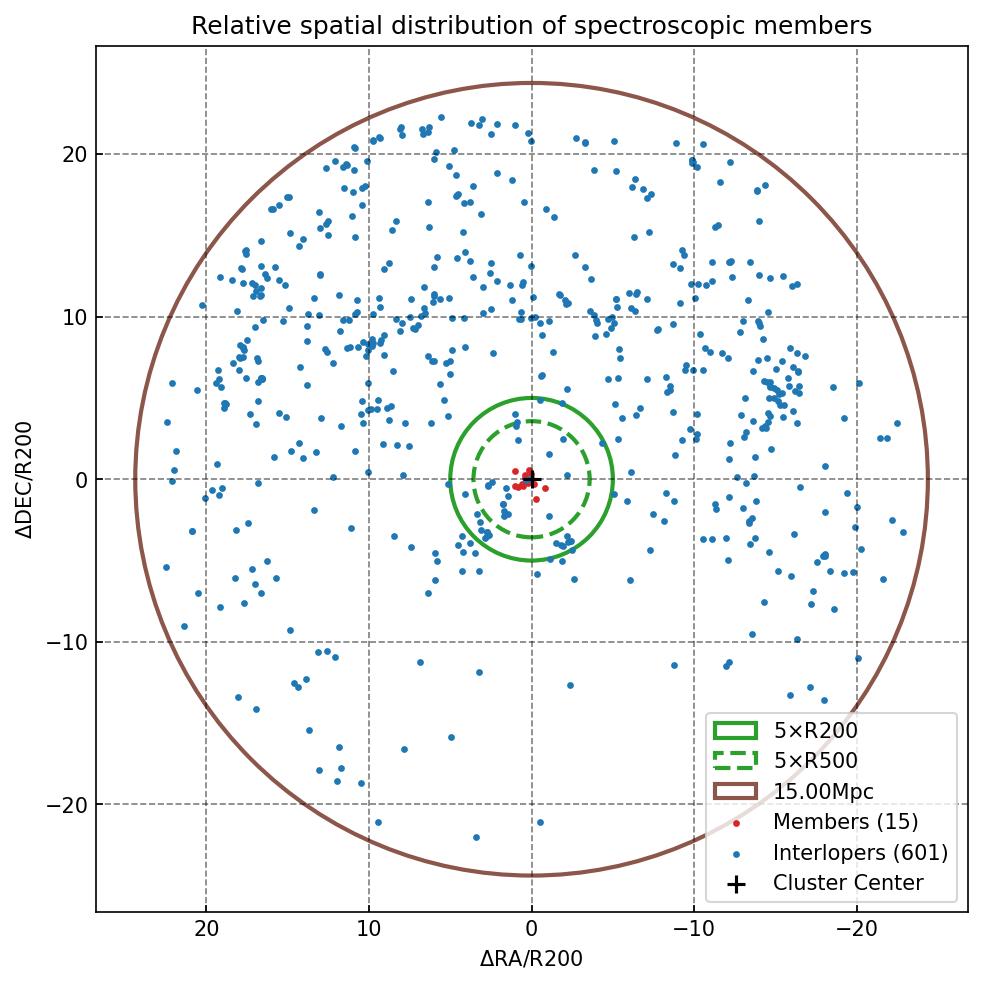 Relative spatial distribution of spectroscopic members
20
10
0
−10
−20
ΔDEC/R200
20
10
0
−10
−20
ΔRA/R200
5×R200
5×R500
15.00Mpc
Members (15)
Interlopers (601)
Cluster Center